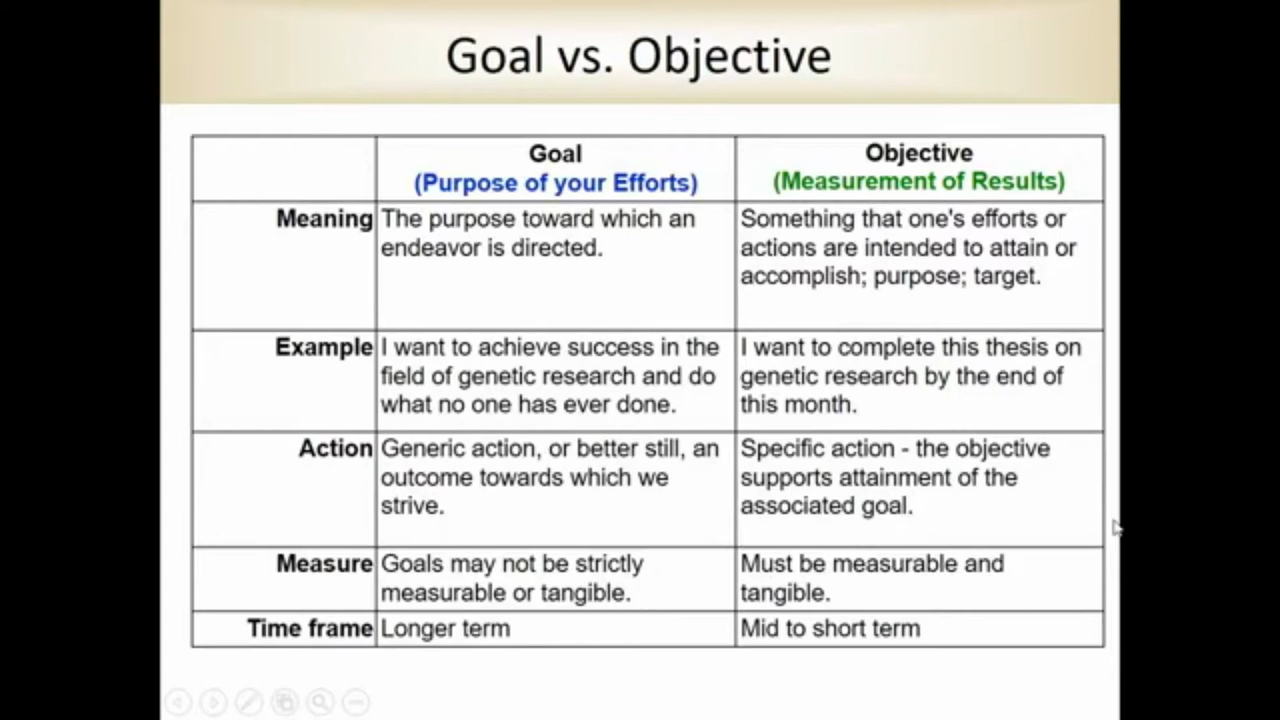 Goal vs. Objective
Goal
(Purpose of your Efforts)
Objective
(Measurement of Results)
Meaning
The purpose toward which an
endeavor is directed.
Something that one's efforts or
actions are intended to attain or
accomplish; purpose; target.
Example
I want to achieve success in the
field of genetic research and do
what no one has ever done.
I want to complete this thesis on
genetic research by the end of
this month.
Action
Generic action, or better still, an
outcome towards which we
strive.
Specific action - the objective
supports attainment of the
associated goal.
Measure
Goals may not be strictly
measurable or tangible.
Must be measurable and
tangible.
Time frame
Longer term
Mid to short term